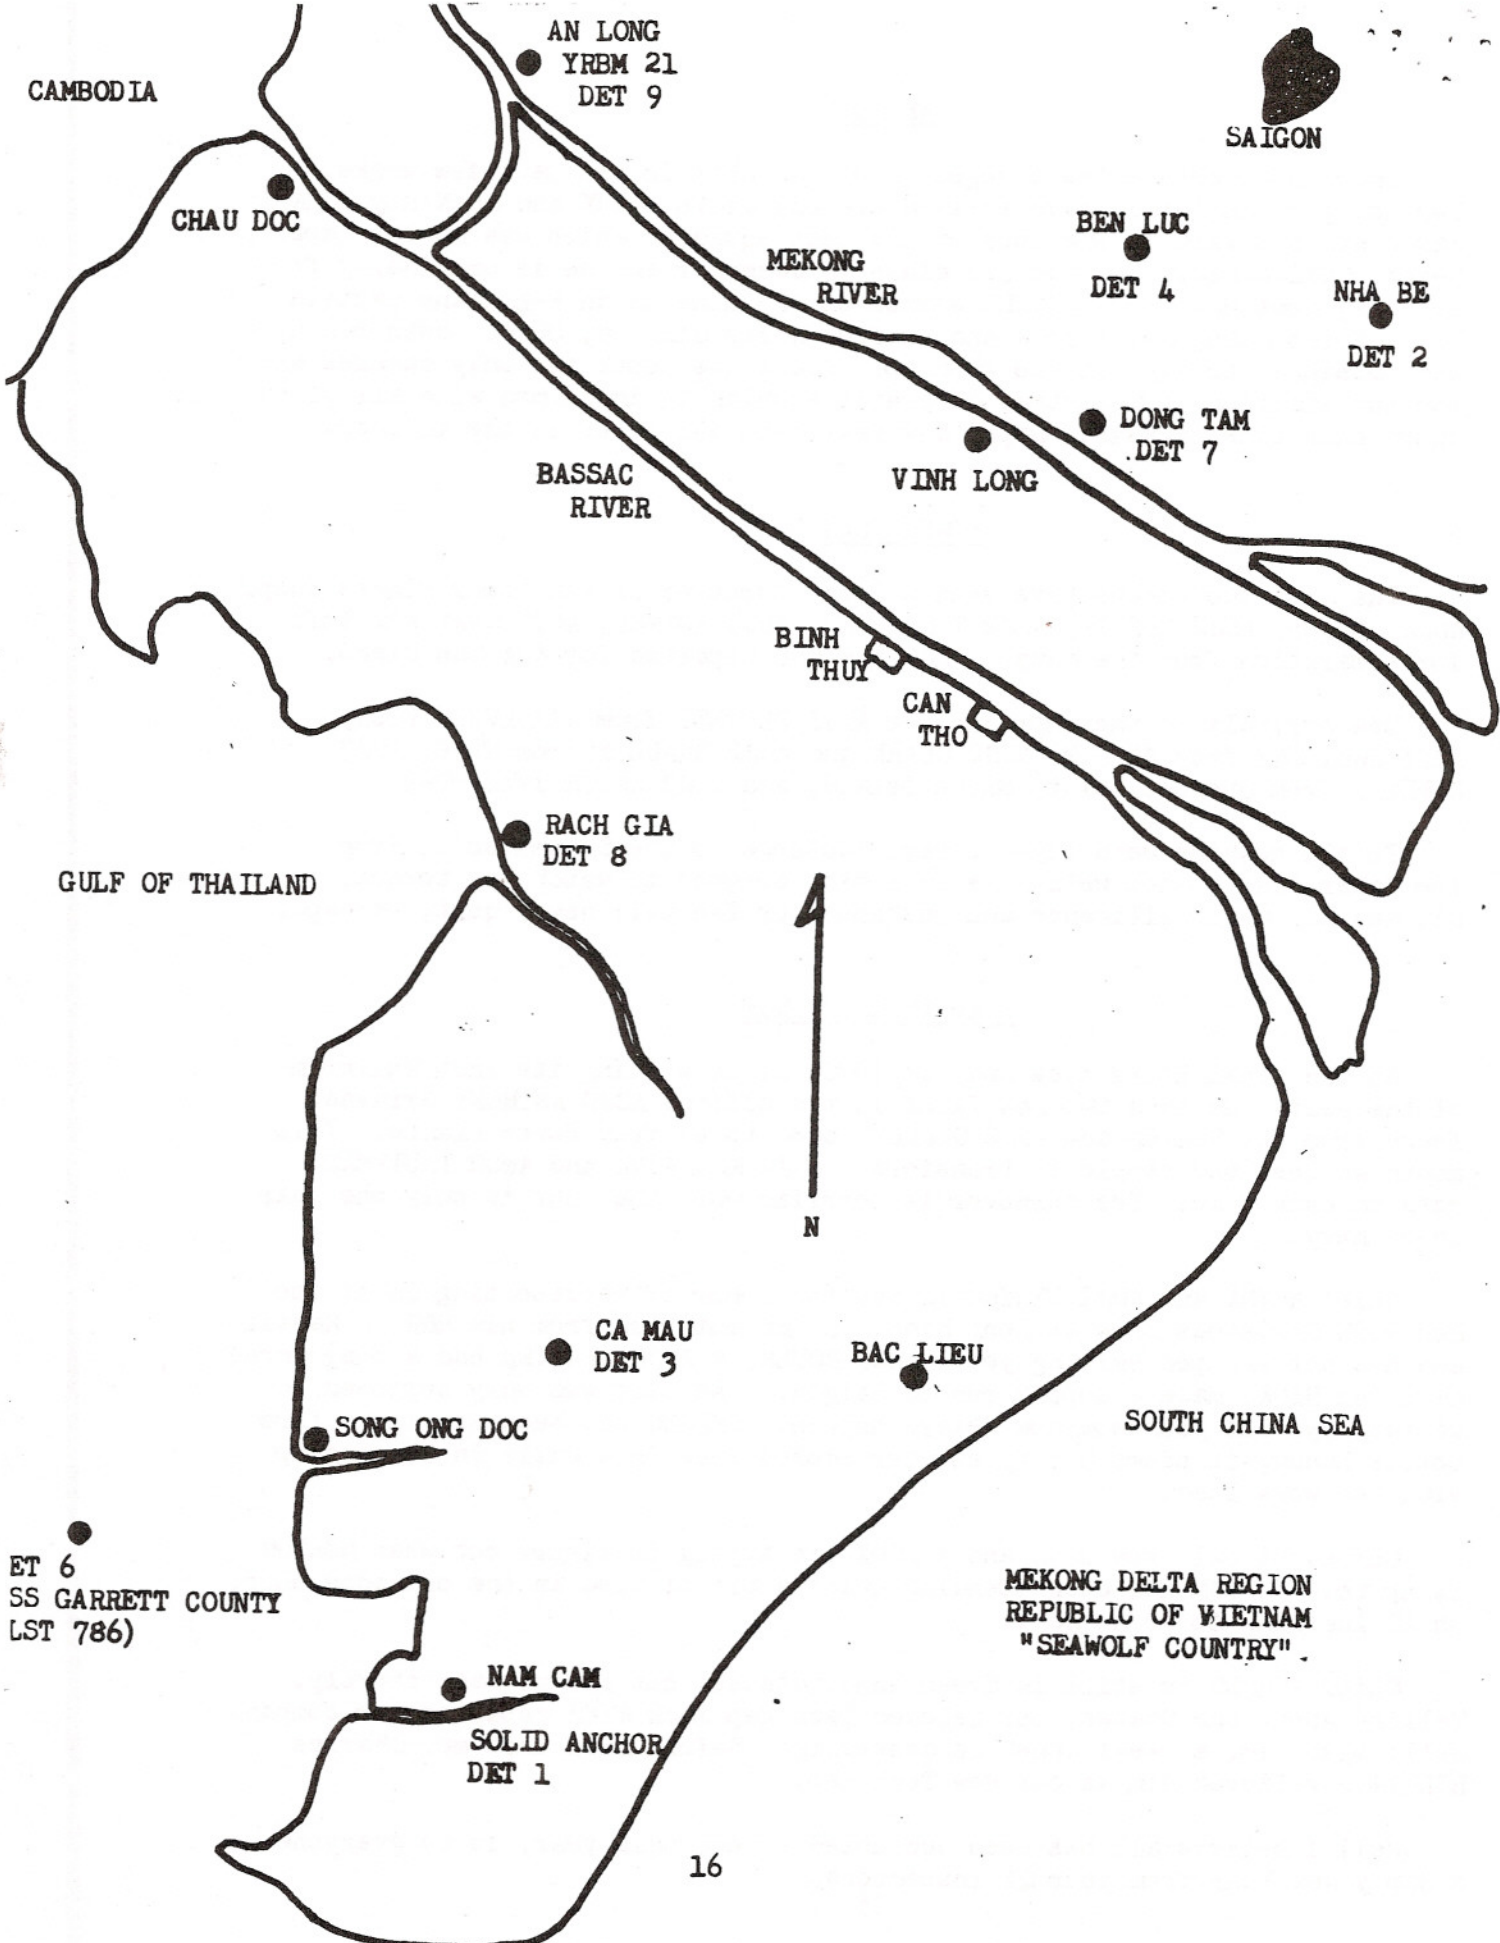 AN LONG
YRBM 21
DET 9
CAMBODIA
SAIGON
CHAU DOC
BEN LUC
DET 4
MEKONG
RIVER
NHA BE
DET 2
DONG TAM
DET 7
VINH LONG
BASSAC
RIVER
BINH
THUY
CAN
THO
RACH GIA
DET 8
GULF OF THAILAND
N
CA MAU
DET 3
BAC LIEU
SONG ONG DOC
SOUTH CHINA SEA
ET 6
SS GARRETT COUNTY
LST 786)
MEKONG DELTA REGION
REPUBLIC OF VIETNAM
"SEAWOLF COUNTRY".
NAM CAM
SOLID ANCHOR
DET 1
16